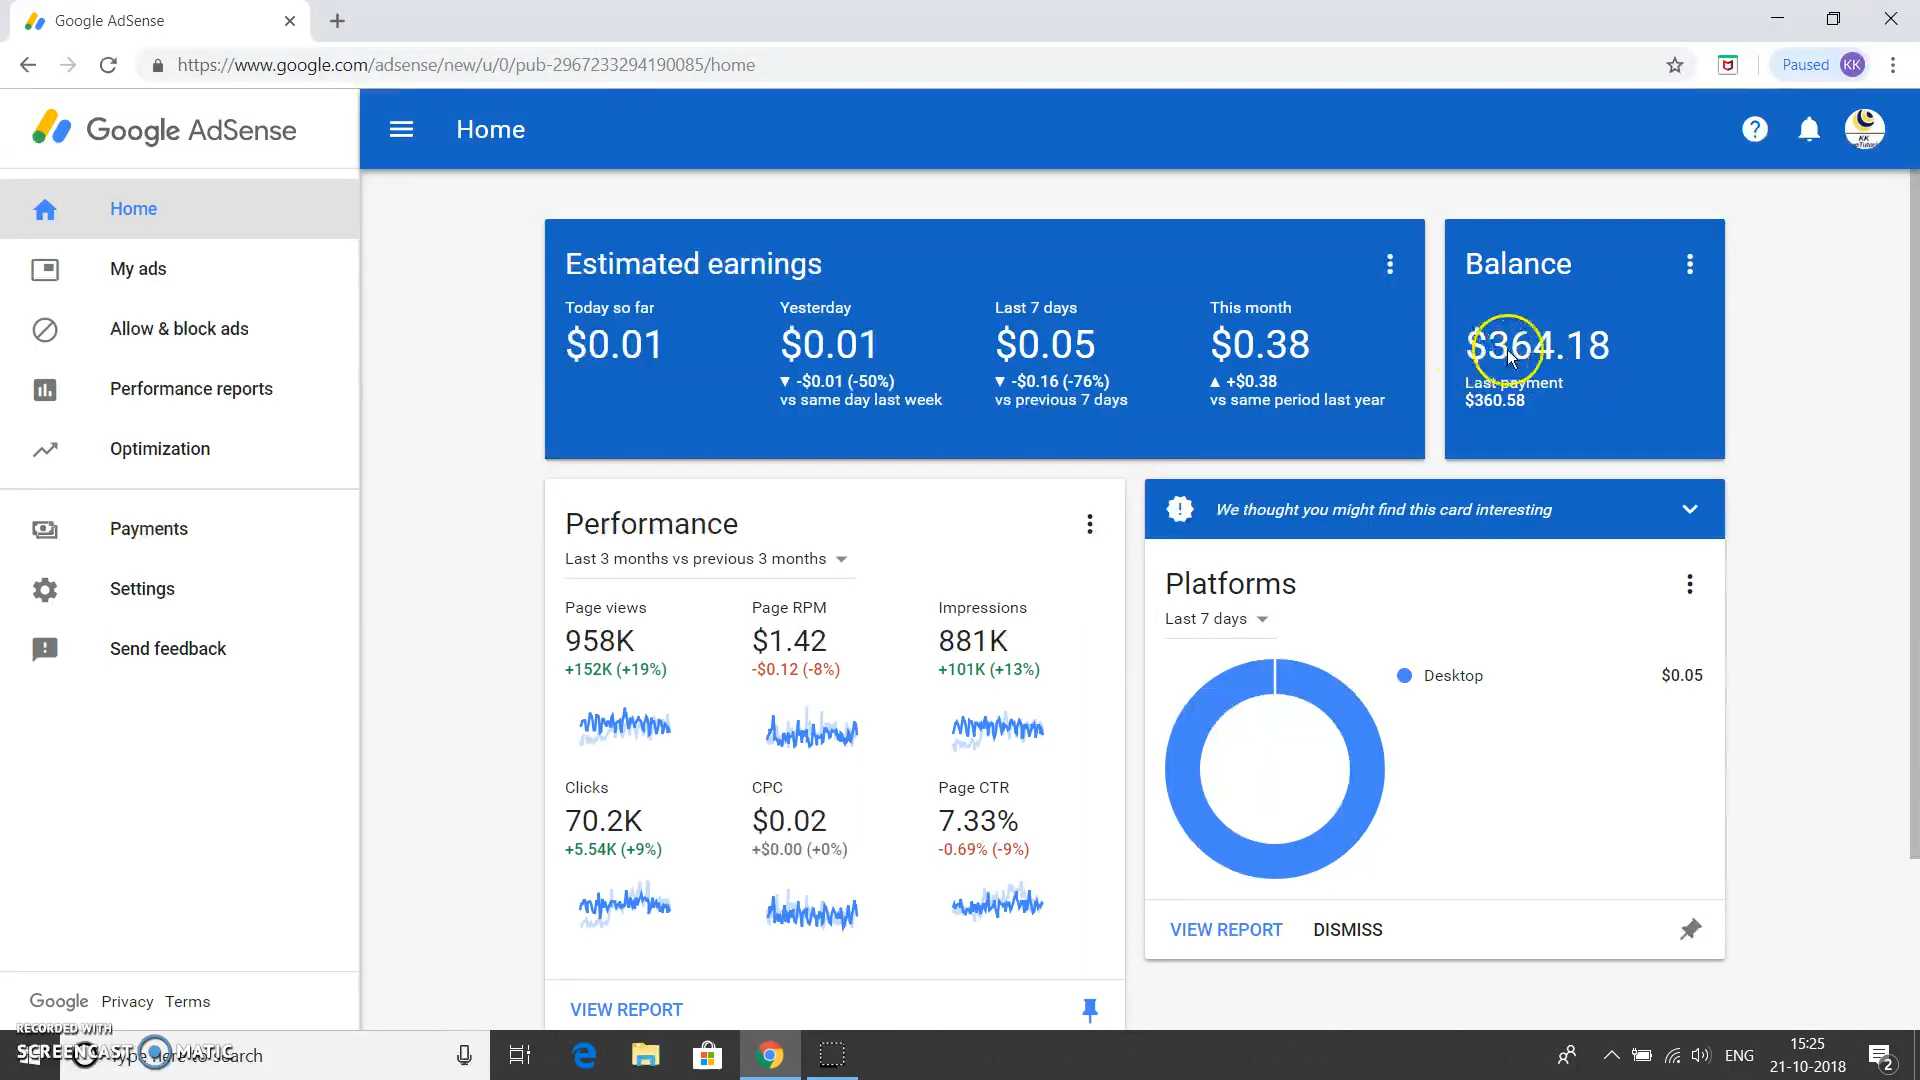 Google AdSense
https://www.google.com/adsense/new/u/0/pub-2967233294190085/home
Paused
KK
Google AdSense
Home
KK
Home
My ads
Allow & block ads
Performance reports
Optimization
Payments
Settings
Send feedback
Google Privacy Terms
Estimated earnings
Today so far
$0.01
Yesterday
$0.01
▼ -$0.01 (-50%)
vs same day last week
Last 7 days
$0.05
▼ -$0.16 (-76%)
vs previous 7 days
This month
$0.38
▲ +$0.38
vs same period last year
Balance
$364.18
Last payment
$360.58
Performance
Last 3 months vs previous 3 months
Page views
958K
+152K (+19%)
Page RPM
$1.42
-$0.12 (-8%)
Impressions
881K
+101K (+13%)
Clicks
70.2K
+5.54K (+9%)
CPC
$0.02
+$0.00 (+0%)
Page CTR
7.33%
-0.69% (-9%)
VIEW REPORT
We thought you might find this card interesting
Platforms
Last 7 days
Desktop
$0.05
VIEW REPORT
DISMISS
RECORDED WITH
SCREENCAST MATIC
Type here to search
ENG
15:25
21-10-2018
2